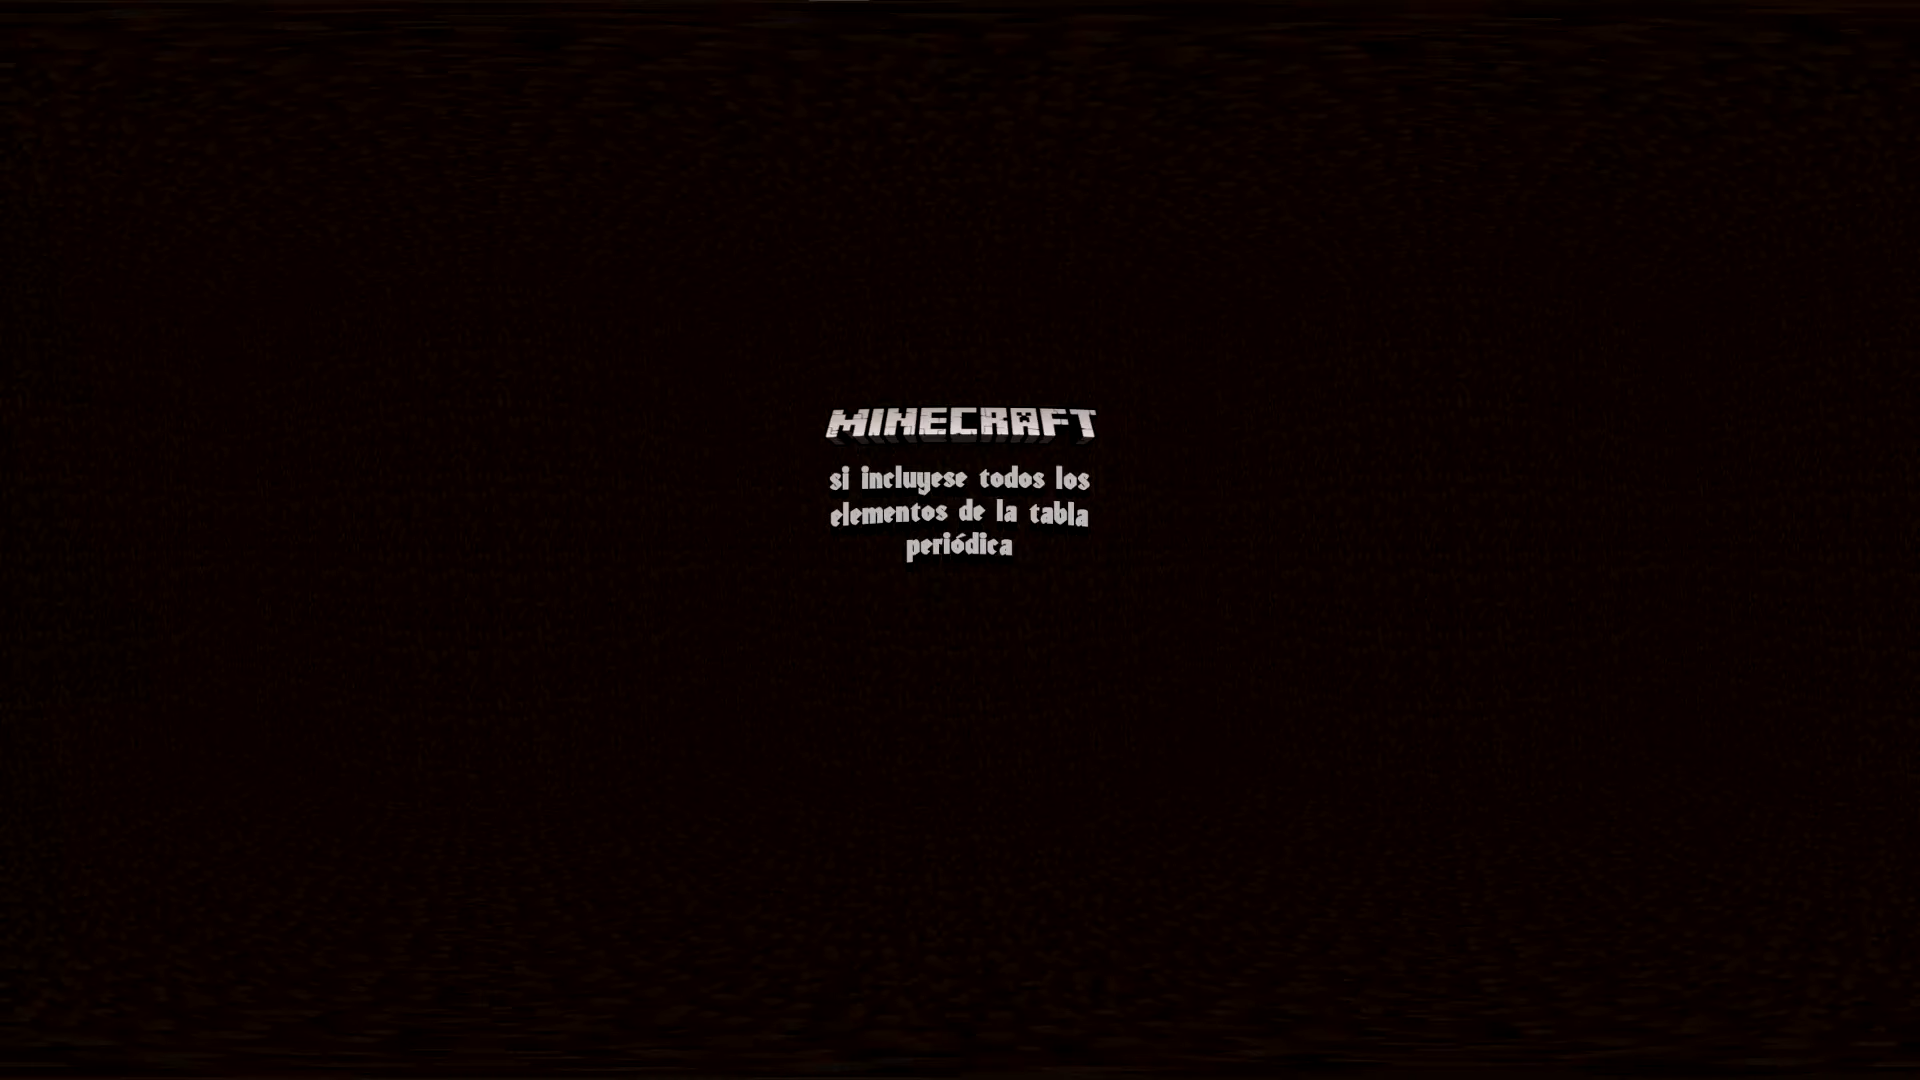 MINECRAFT
si incluyese todos los
elementos de la tabla
periódica